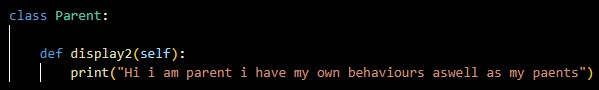 class Parent:
def display2(self):
print("Hi i am parent i have my own behaviours aswell as my paents")